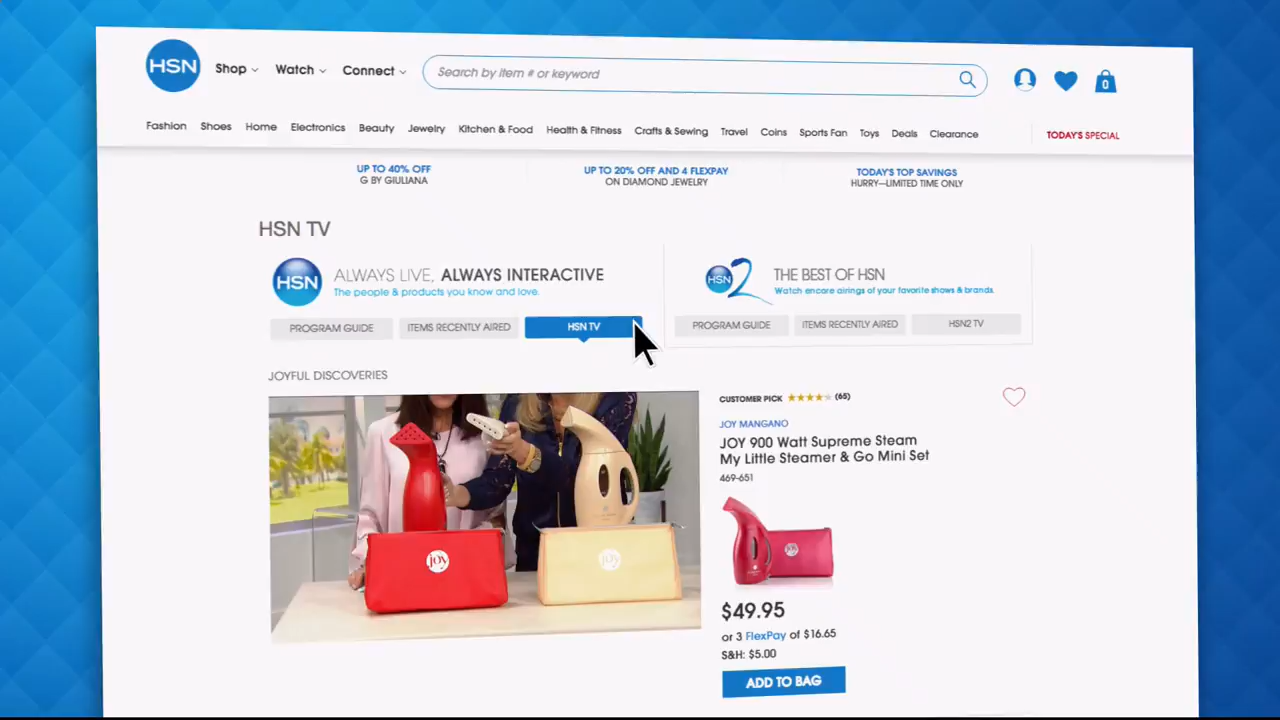 HSN
Shop
Watch
Connect
Search by item # or keyword
0
Fashion
Shoes
Home
Electronics
Beauty
Jewelry
Kitchen & Food
Health & Fitness
Crafts & Sewing
Travel
Coins
Sports Fan
Toys
Deals
Clearance
TODAY'S SPECIAL
UP TO 40% OFF
G BY GIULIANA
UP TO 20% OFF AND 4 FLEXPAY
ON DIAMOND JEWELRY
TODAY'S TOP SAVINGS
HURRY—LIMITED TIME ONLY
HSN TV
HSN
ALWAYS LIVE, ALWAYS INTERACTIVE
The people & products you know and love.
PROGRAM GUIDE
ITEMS RECENTLY AIRED
HSN TV
HSN2
THE BEST OF HSN
Watch encore airings of your favorite shows & brands.
PROGRAM GUIDE
ITEMS RECENTLY AIRED
HSN2 TV
JOYFUL DISCOVERIES
joy
joy
CUSTOMER PICK
(65)
JOY MANGANO
JOY 900 Watt Supreme Steam
My Little Steamer & Go Mini Set
469-651
joy
$49.95
or 3 FlexPay of $16.65
S&H: $5.00
ADD TO BAG